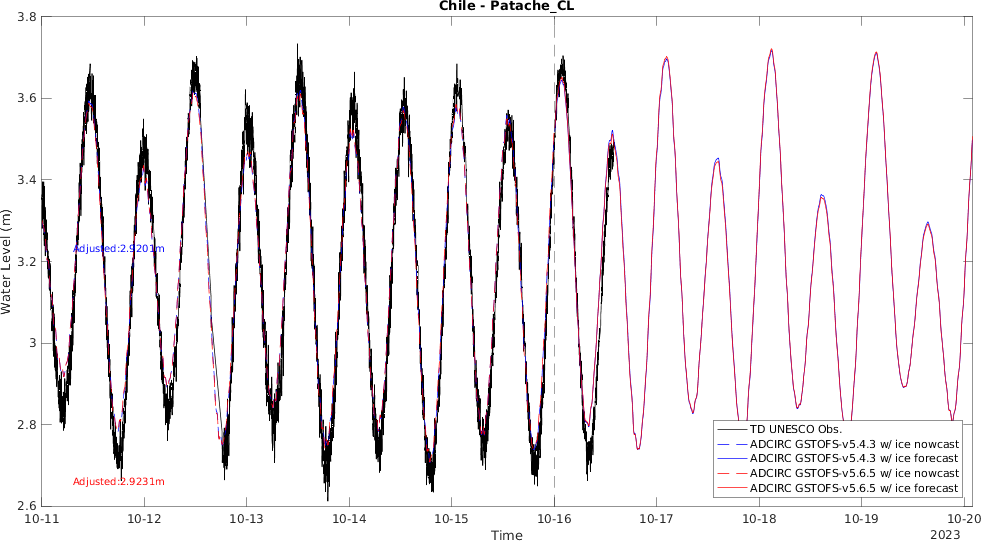 Chile - Patache_CL
3.8
3.6
3.4
3.2
3
2.8
2.6
Water Level (m)
Adjusted:2.9201m
Adjusted:2.9231m
TD UNESCO Obs.
ADCIRC GSTOFS-v5.4.3 w/ ice nowcast
ADCIRC GSTOFS-v5.4.3 w/ ice forecast
ADCIRC GSTOFS-v5.6.5 w/ ice nowcast
ADCIRC GSTOFS-v5.6.5 w/ ice forecast
10-11 10-12 10-13 10-14 10-15 10-16 10-17 10-18 10-19 10-20
Time
2023